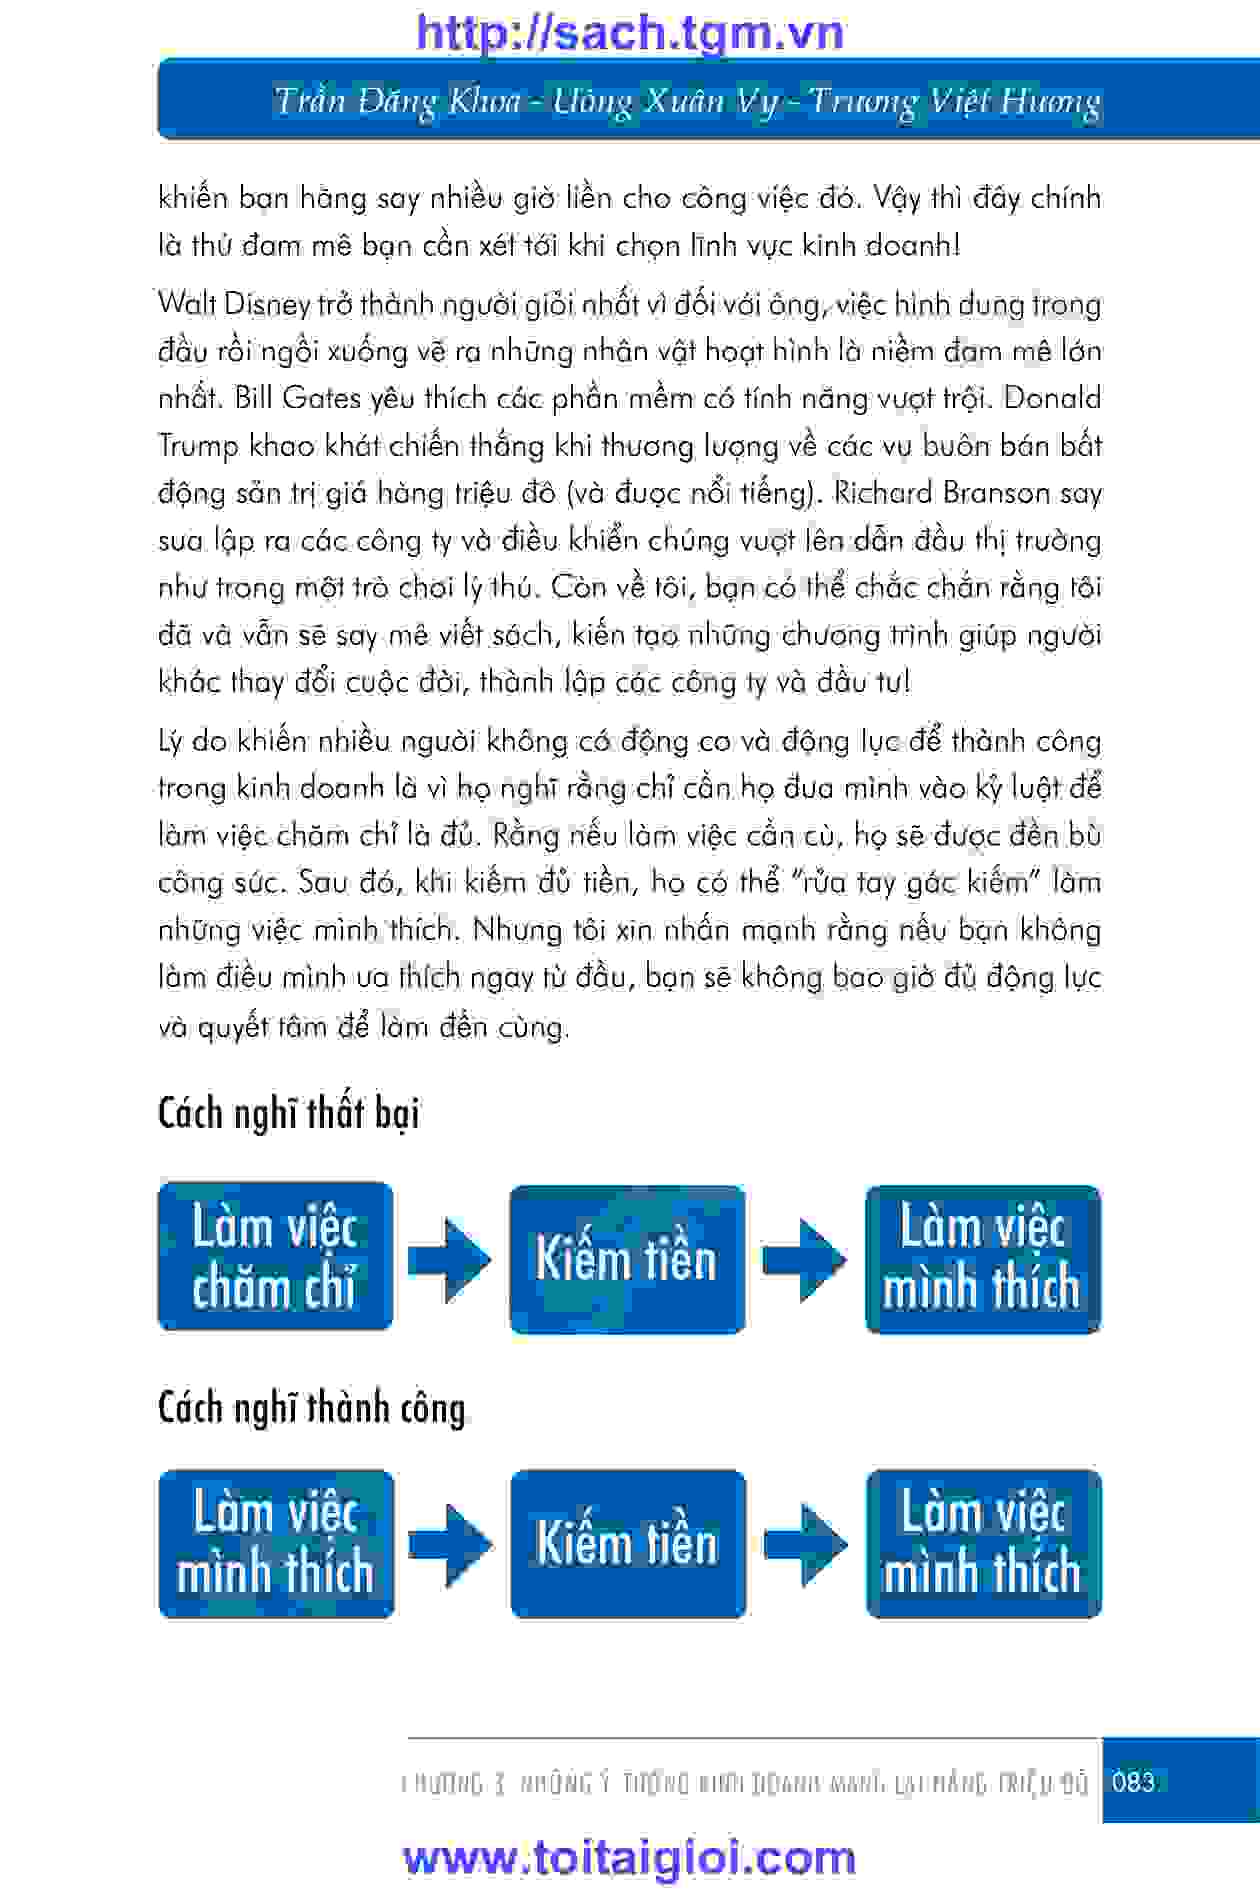 http://sach.tgm.vn
Trần Đăng Khoa - Uông Xuân Vy - Trương Việt Hương
khiến bạn hăng say nhiều giờ liền cho công việc đó. Vậy thì đây chính
là thứ đam mê bạn cần xét tới khi chọn lĩnh vực kinh doanh!
Walt Disney trở thành người giỏi nhất vì đối với ông, việc hình dung trong
đầu rồi ngồi xuống vẽ ra những nhân vật hoạt hình là niềm đam mê lớn
nhất. Bill Gates yêu thích các phần mềm có tính năng vượt trội. Donald
Trump khao khát chiến thắng khi thương lượng về các vụ buôn bán bất
động sản trị giá hàng triệu đô (và được nổi tiếng). Richard Branson say
sưa lập ra các công ty và điều khiển chúng vượt lên dẫn đầu thị trường
như trong một trò chơi lý thú. Còn về tôi, bạn có thể chắc chắn rằng tôi
đã và vẫn sẽ say mê viết sách, kiến tạo những chương trình giúp người
khác thay đổi cuộc đời, thành lập các công ty và đầu tư!
Lý do khiến nhiều người không có động cơ và động lực để thành công
trong kinh doanh là vì họ nghĩ rằng chỉ cần họ đưa mình vào kỷ luật để
làm việc chăm chỉ là đủ. Rằng nếu làm việc cần cù, họ sẽ được đền bù
công sức. Sau đó, khi kiếm đủ tiền, họ có thể “rửa tay gác kiếm” làm
những việc mình thích. Nhưng tôi xin nhấn mạnh rằng nếu bạn không
làm điều mình ưa thích ngay từ đầu, bạn sẽ không bao giờ đủ động lực
và quyết tâm để làm đến cùng.
Cách nghĩ thất bại
Làm việc
chăm chỉ
Kiếm tiền
Làm việc
mình thích
Cách nghĩ thành công
Làm việc
mình thích
Kiếm tiền
Làm việc
mình thích
CHƯƠNG 3: NHỮNG Ý TƯỞNG KINH DOANH MANG LẠI HÀNG TRIỆU ĐÔ 083
www.toitaigioi.com